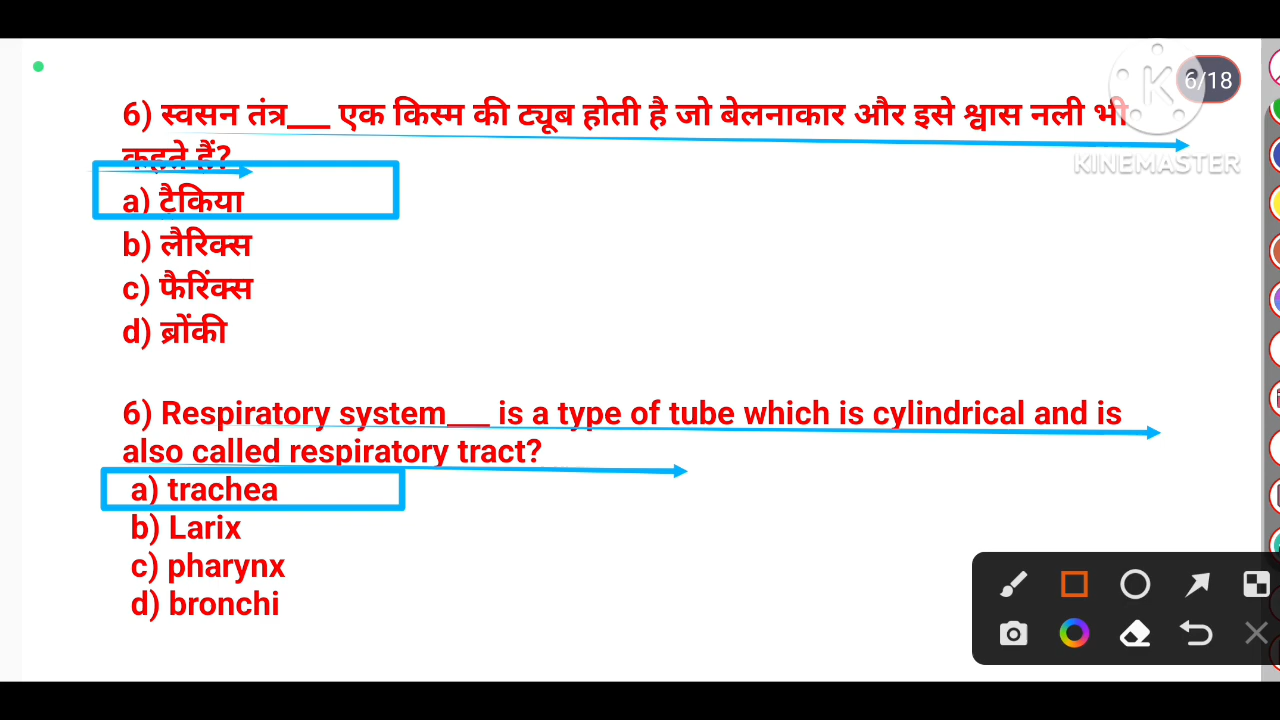 6/18
6) स्वसन तंत्र___ एक किस्म की ट्यूब होती है जो बेलनाकार और इसे श्वास नली भी
कहते हैं?
KINEMASTER
a) टैकिया
b) लैरिक्स
c) फैरिंक्स
d) ब्रोंकी
6) Respiratory system___ is a type of tube which is cylindrical and is
also called respiratory tract?
a) trachea
b) Larix
c) pharynx
d) bronchi